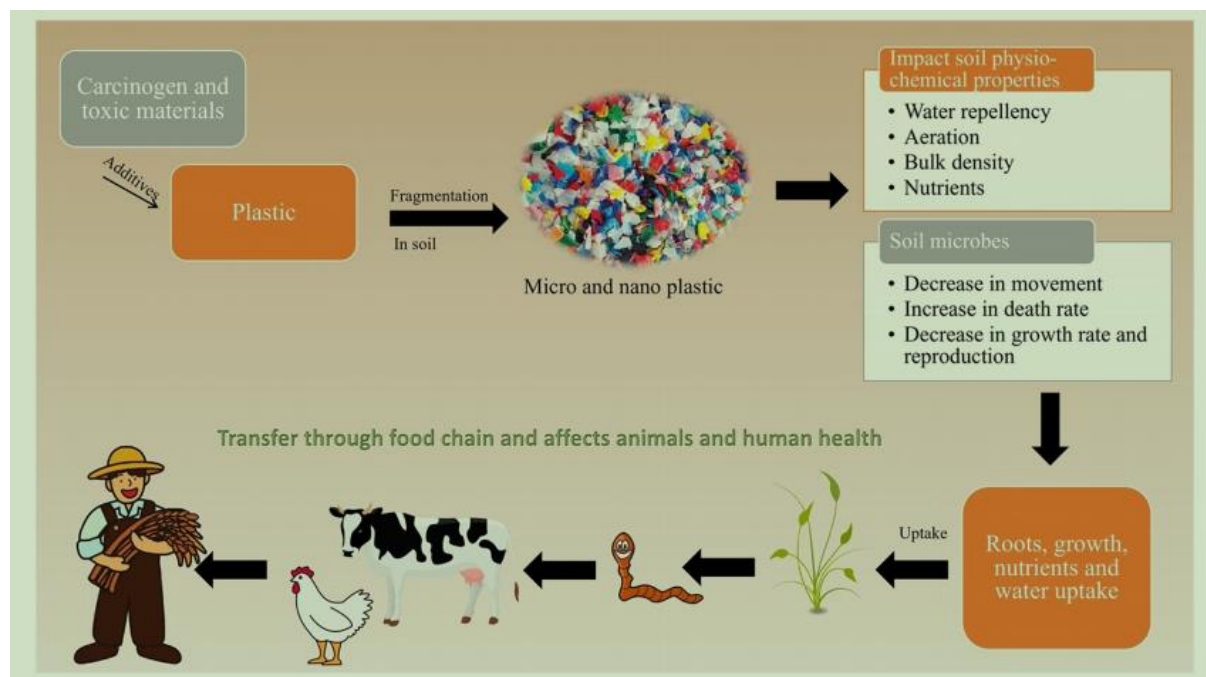 Carcinogen and
toxic materials
Additives
Plastic
Fragmentation
In soil
Micro and nano plastic
Impact soil physio-
chemical properties
• Water repellency
• Aeration
• Bulk density
• Nutrients
Soil microbes
• Decrease in movement
• Increase in death rate
• Decrease in growth rate and
reproduction
Transfer through food chain and affects animals and human health
Uptake
Roots, growth,
nutrients and
water uptake